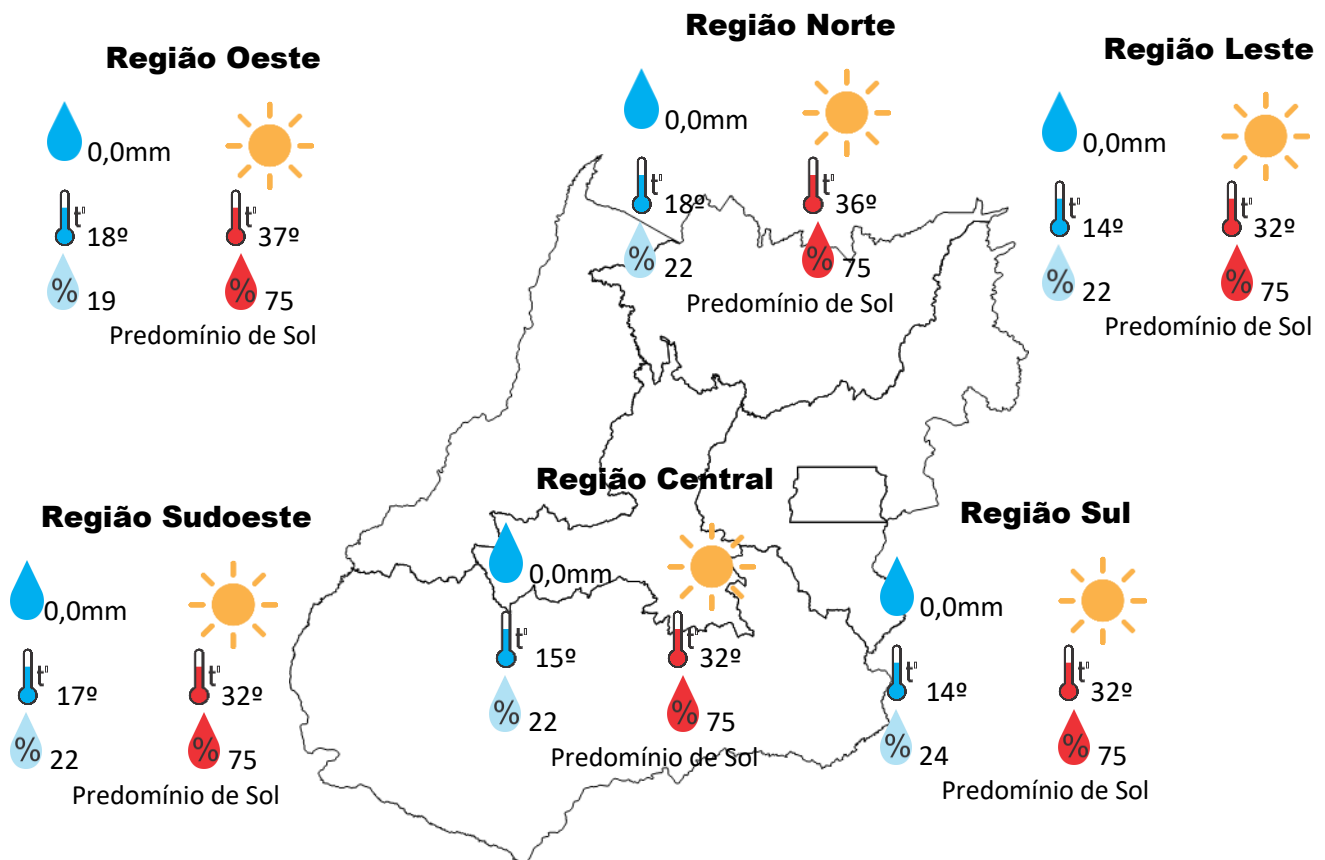 Região Oeste
0,0mm
t° t°
18º 37º
% 19 % 75
Predomínio de Sol
Região Norte
0,0mm
t° t°
18º 36º
% 22 % 75
Predomínio de Sol
Região Leste
0,0mm
t° t°
14º 32º
% 22 % 75
Predomínio de Sol
Região Sudoeste
0,0mm
t° t°
17º 32º
% 22 % 75
Predomínio de Sol
Região Central
0,0mm
t° t°
15º 32º
% 22 % 75
Predomínio de Sol
Região Sul
0,0mm
t° t°
14º 32º
% 24 % 75
Predomínio de Sol